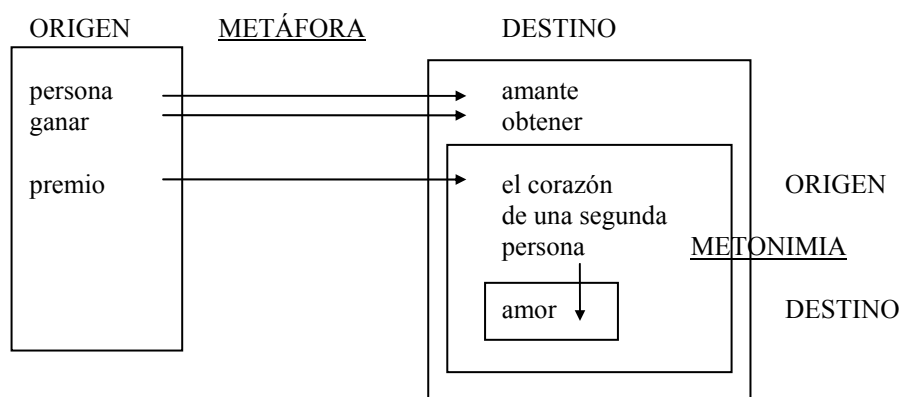 ORIGEN METÁFORA DESTINO
persona amante
ganar obtener
premio el corazón ORIGEN
de una segunda
persona METONIMIA
amor DESTINO